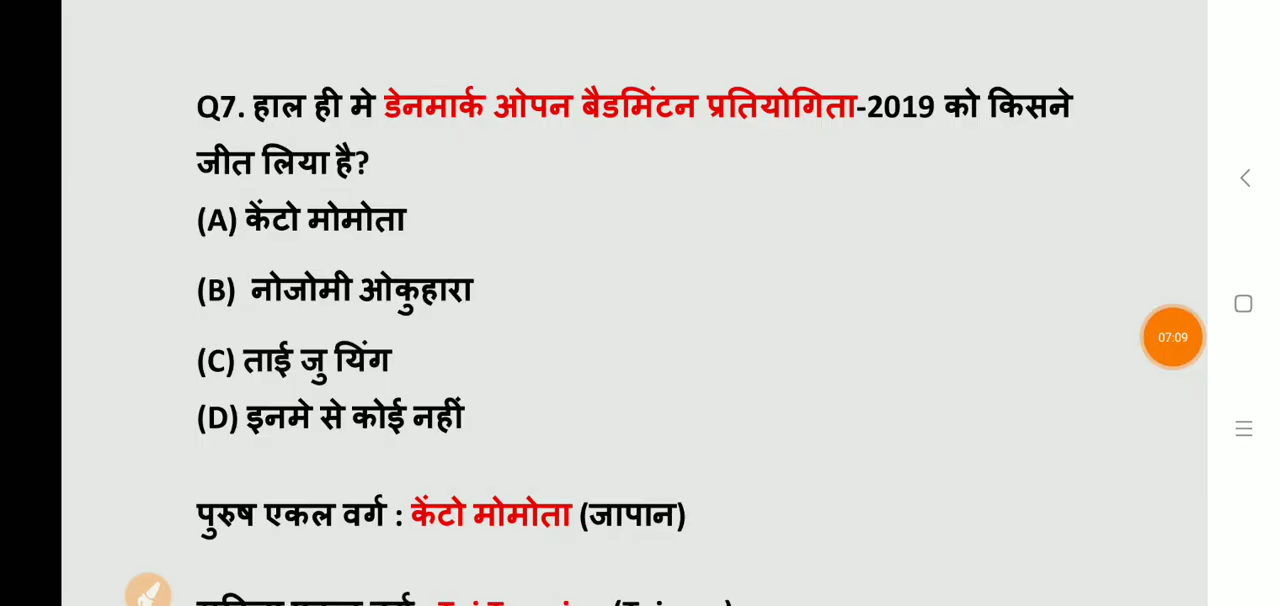 Q7. हाल ही मे डेनमार्क ओपन बैडमिंटन प्रतियोगिता-2019 को किसने
जीत लिया है?
(A) केंटो मोमोता
(B) नोजोमी ओकुहारा
(C) ताई जु यिंग
(D) इनमे से कोई नहीं
07:09
पुरुष एकल वर्ग : केंटो मोमोता (जापान)